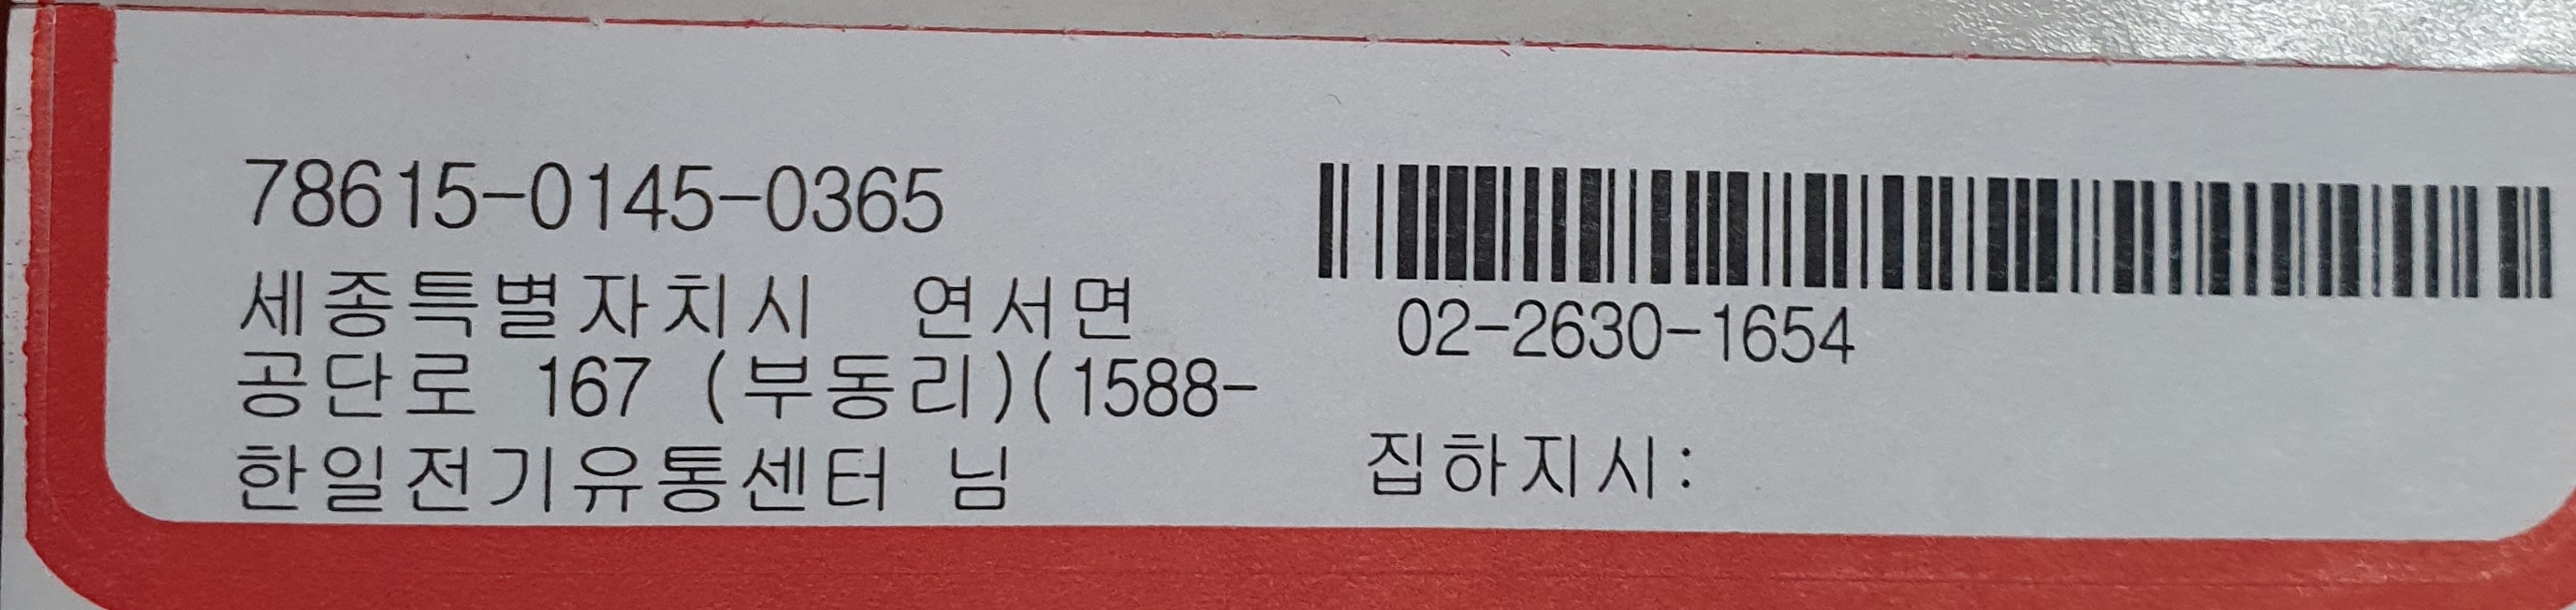 78615-0145-0365
세종특별자치시 연서면
공단로 167 (부동리)(1588-
한일전기유통센터 님
02-2630-1654
집하지시: